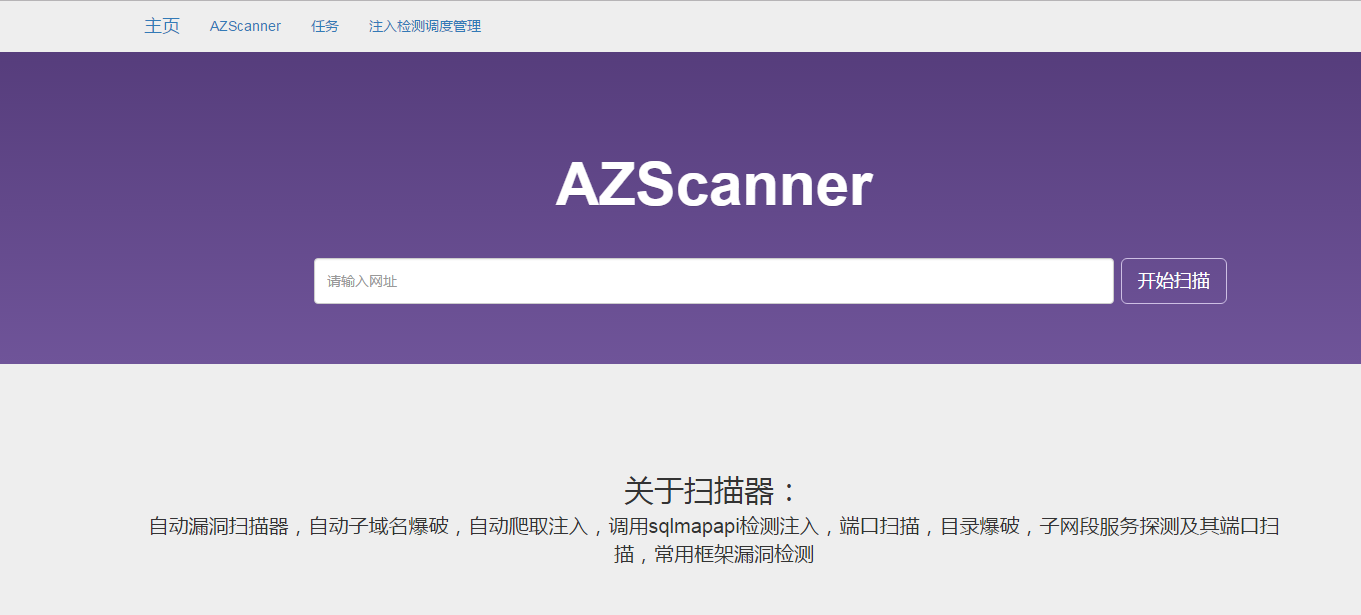 主页 AZScanner 任务 注入检测调度管理
AZScanner
请输入网址 开始扫描
关于扫描器：
自动漏洞扫描器，自动子域名爆破，自动爬取注入，调用sqlmapapi检测注入，端口扫描，目录爆破，子网段服务探测及其端口扫
描，常用框架漏洞检测